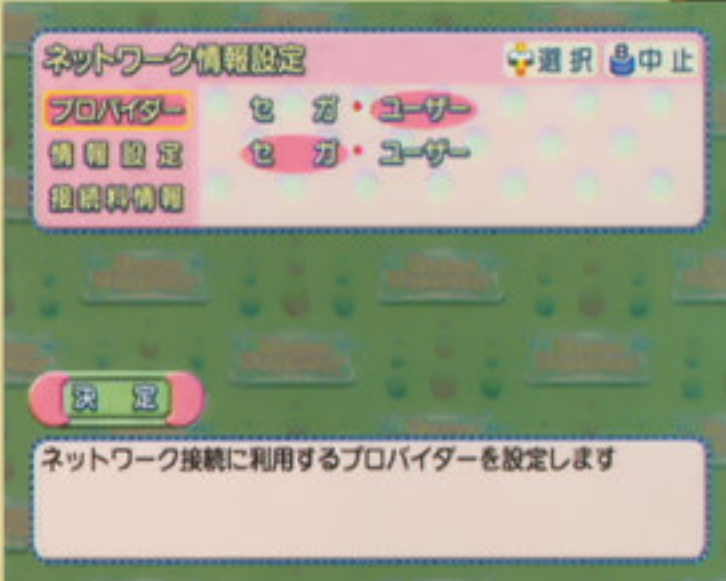 ネットワーク情報設定 選択 B 中止
プロバイダー セガ・ユーザー
情報設定 セガ・ユーザー
接続料情報
決定
ネットワーク接続に利用するプロバイダーを設定します